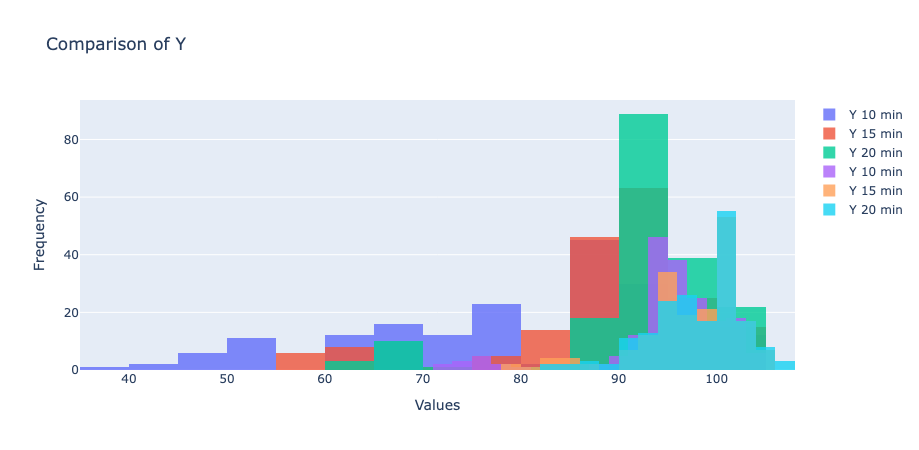 Comparison of Y
Y 10 min
Y 15 min
Y 20 min
Y 10 min
Y 15 min
Y 20 min
Frequency
80
60
40
20
0
40 50 60 70 80 90 100
Values